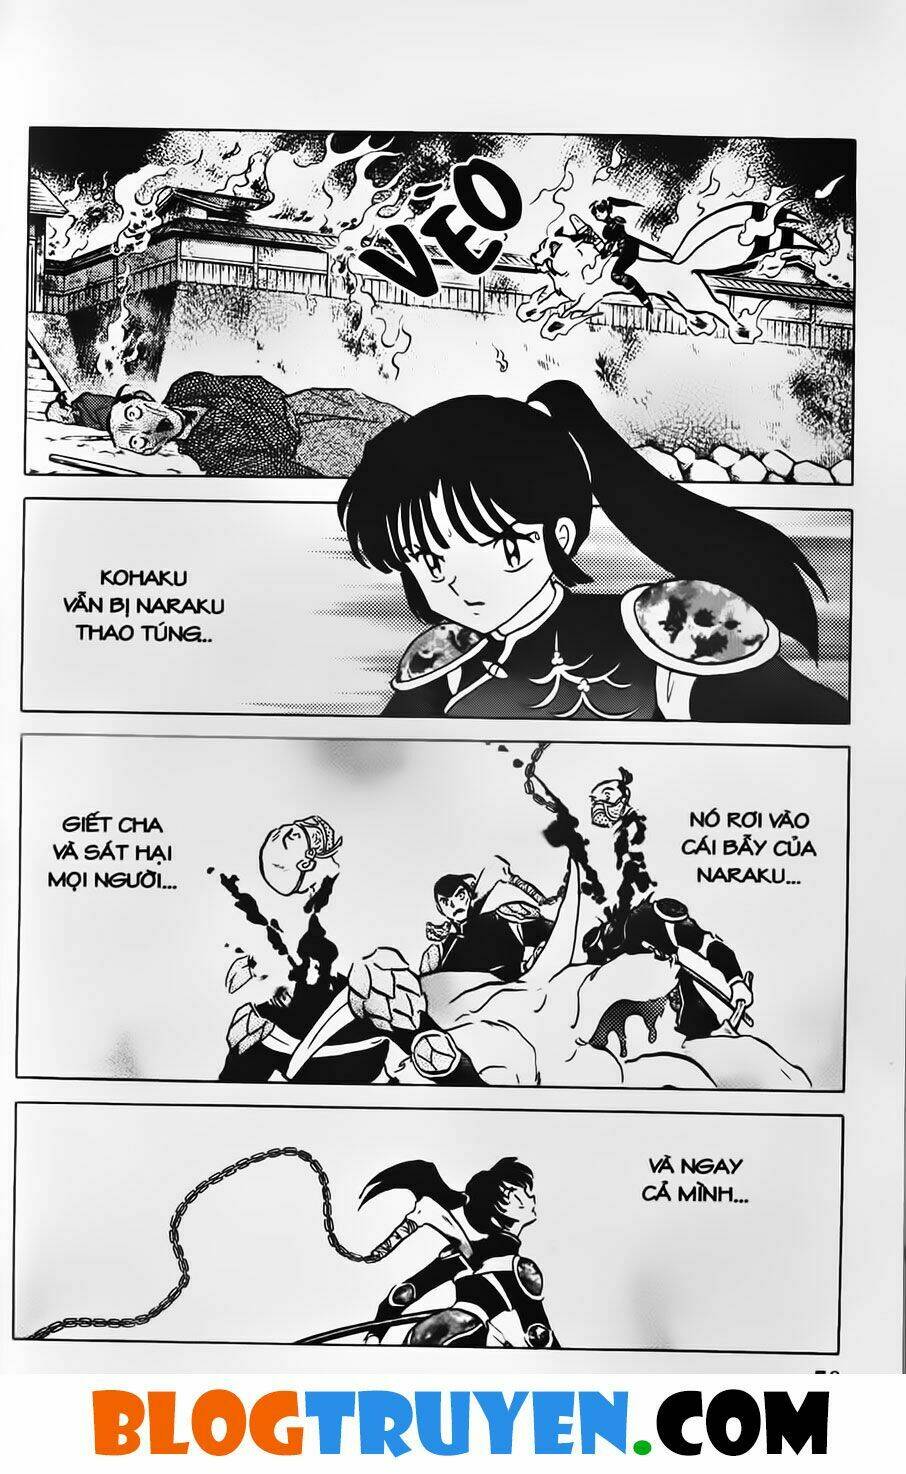 VÈO
KOHAKU
VẪN BỊ NARAKU
THAO TÚNG...
NÓ RƠI VÀO
CÁI BẪY CỦA
NARAKU...
GIẾT CHA
VÀ SÁT HẠI
MỌI NGƯỜI...
VÀ NGAY
CẢ MÌNH...
BLOGTRUYEN.COM